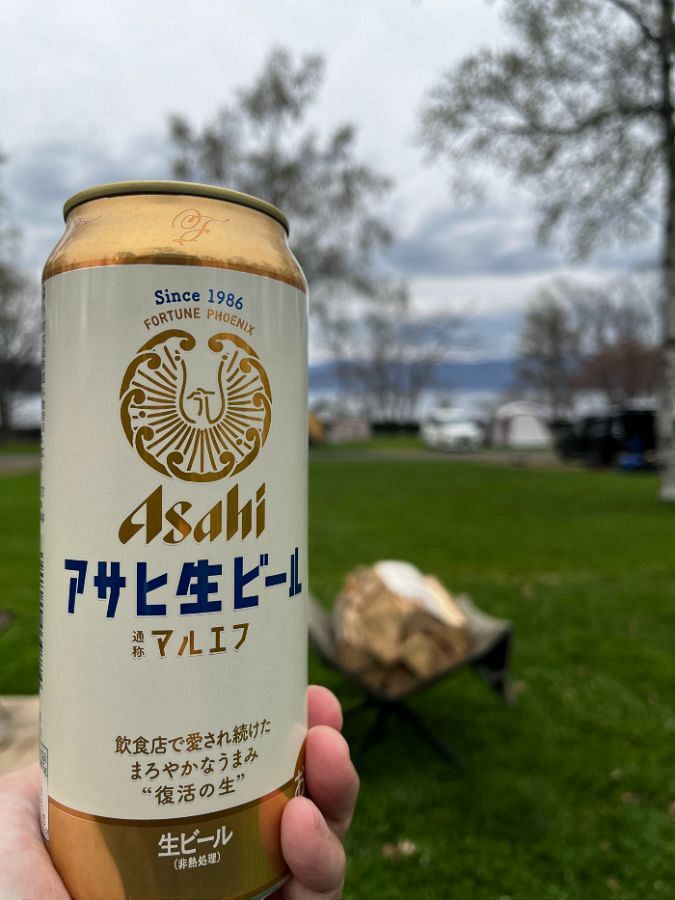 F
Since 1986
FORTUNE PHOENIX
Asahi
アサヒ生ビール
通称 マルエフ
飲食店で愛され続けた
まろやかなうまみ
“復活の生”
生ビール
(非熱処理)